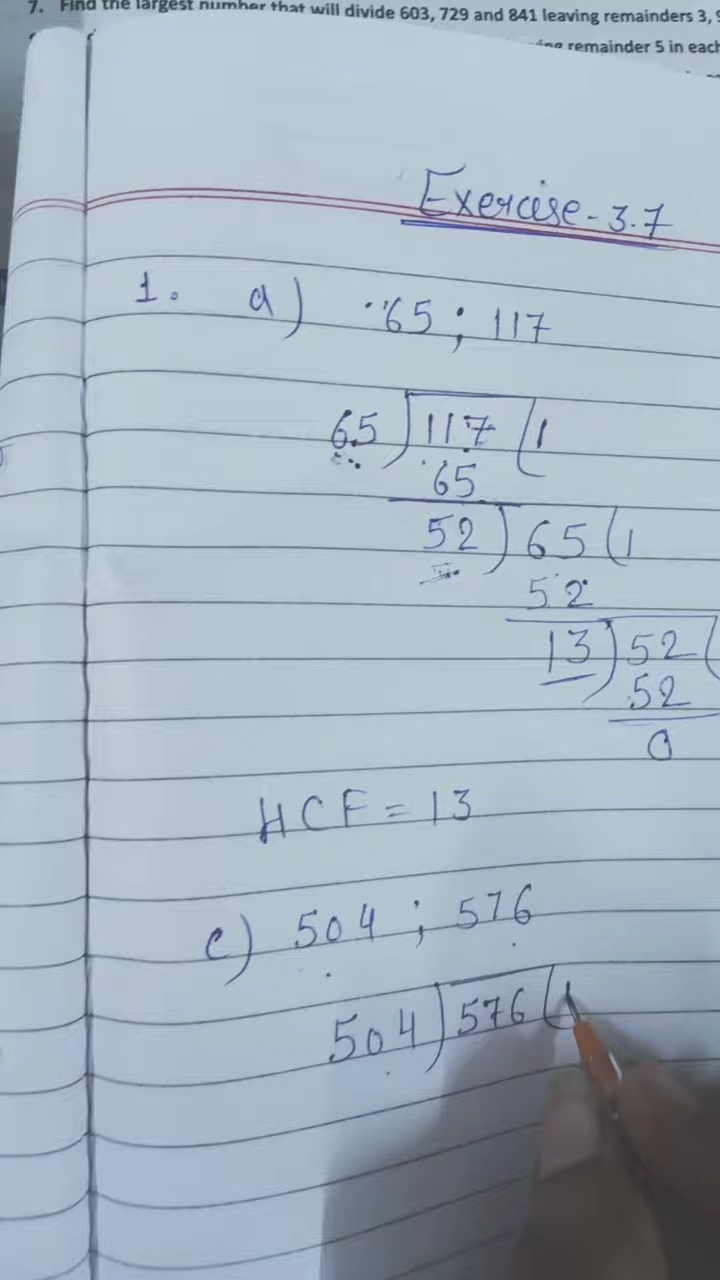 7. Find the largest number that will divide 603, 729 and 841 leaving remainders 3, 9
remainder 5 in each
Exercise-3.7
1. a) 65 ; 117
65 ) 117 ( 1
65
52 ) 65 ( 1
52
13 ) 52 (
52
0
HCF = 13
c) 504 ; 576
504 ) 576 ( 1